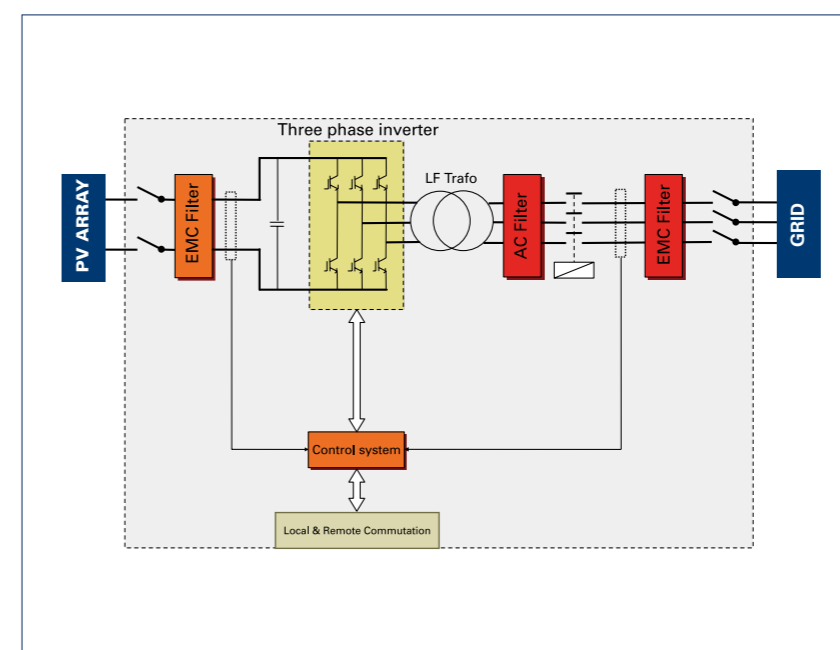 Three phase inverter
PV ARRAY
EMC Filter
LF Trafo
AC Filter
EMC Filter
GRID
Control system
Local & Remote Commutation